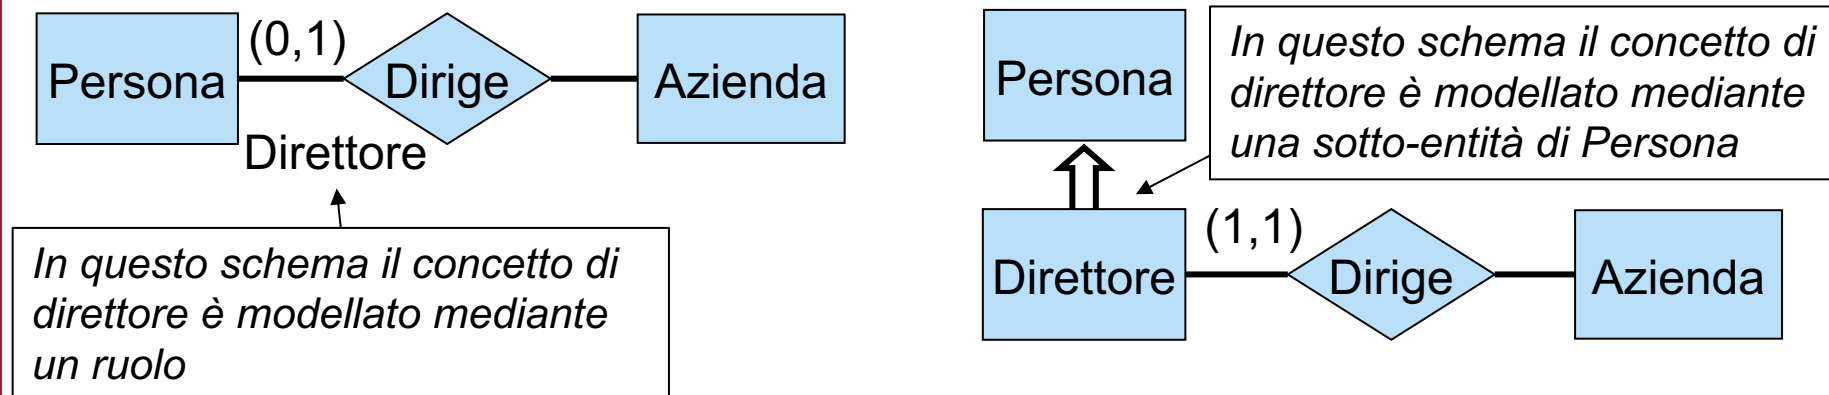 Persona
(0,1)
Dirige
Azienda
Direttore
In questo schema il concetto di
direttore è modellato mediante
un ruolo
Persona
In questo schema il concetto di
direttore è modellato mediante
una sotto-entità di Persona
Direttore
(1,1)
Dirige
Azienda